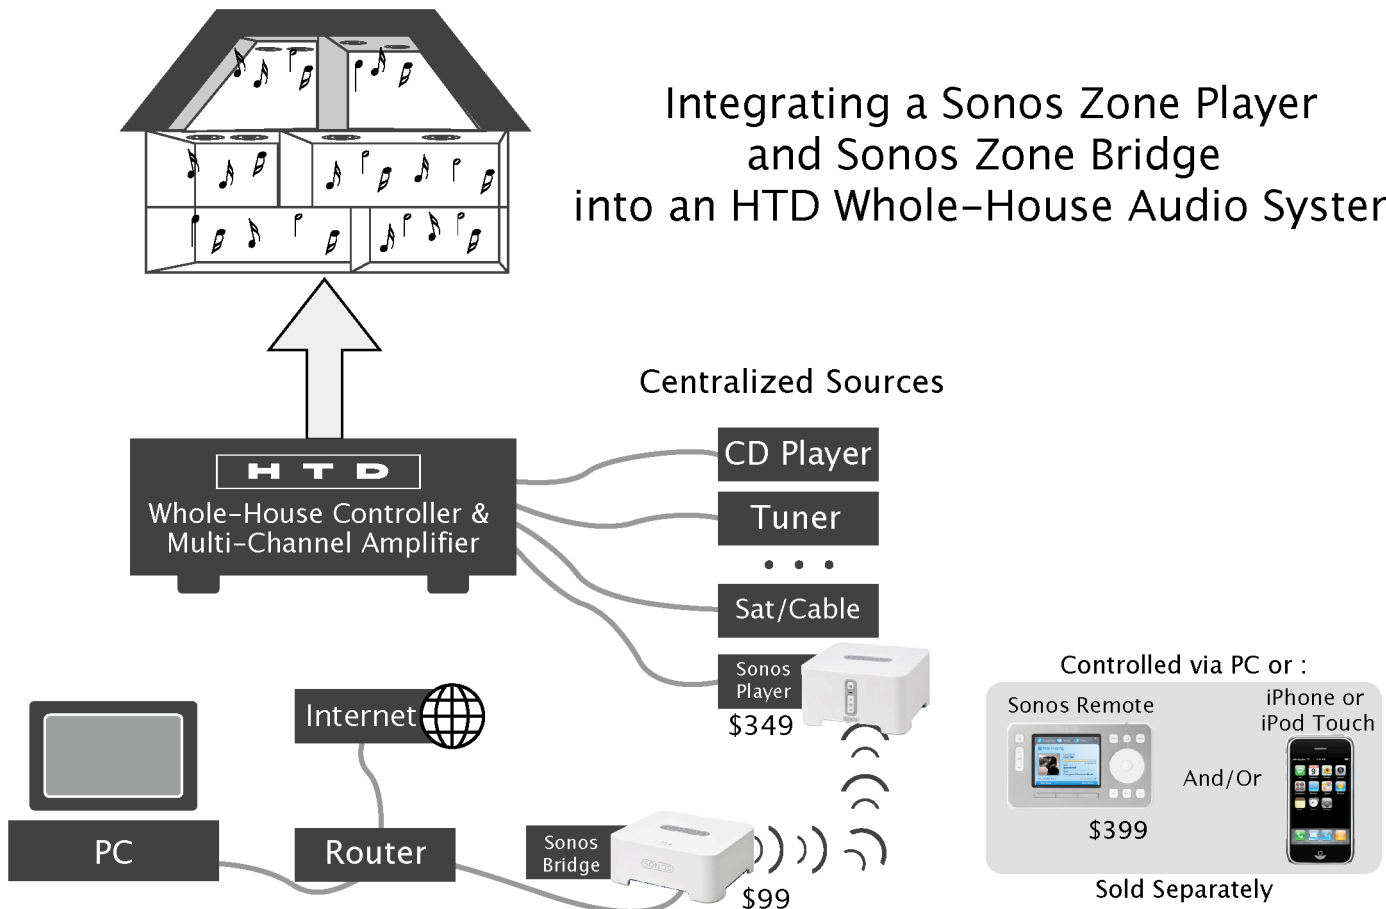 Integrating a Sonos Zone Player
and Sonos Zone Bridge
into an HTD Whole-House Audio Syster
Centralized Sources
CD Player
HTD
Tuner
Whole-House Controller &
Multi-Channel Amplifier
Sat/Cable
Sonos
Player
$349
Controlled via PC or :
Sonos Remote
iPhone or
iPod Touch
And/Or
$399
Sold Separately
Internet
PC
Router
Sonos
Bridge
SONOS
$99